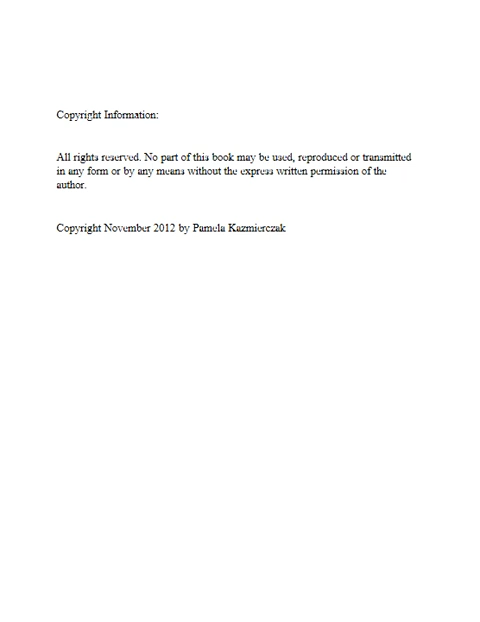 Copyright Information:
All rights reserved. No part of this book may be used, reproduced or transmitted
in any form or by any means without the express written permission of the
author.
Copyright November 2012 by Pamela Kazmierczak